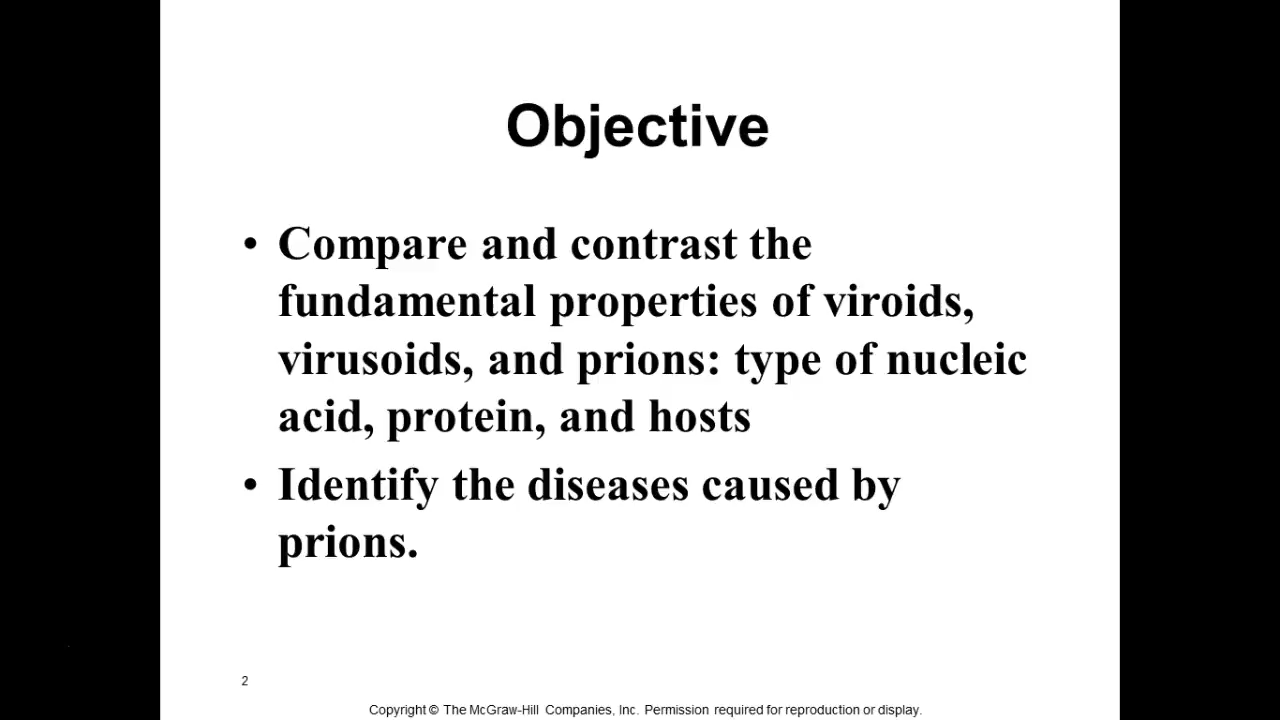 Objective
• Compare and contrast the
fundamental properties of viroids,
virusoids, and prions: type of nucleic
acid, protein, and hosts
• Identify the diseases caused by
prions.
2
Copyright © The McGraw-Hill Companies, Inc. Permission required for reproduction or display.